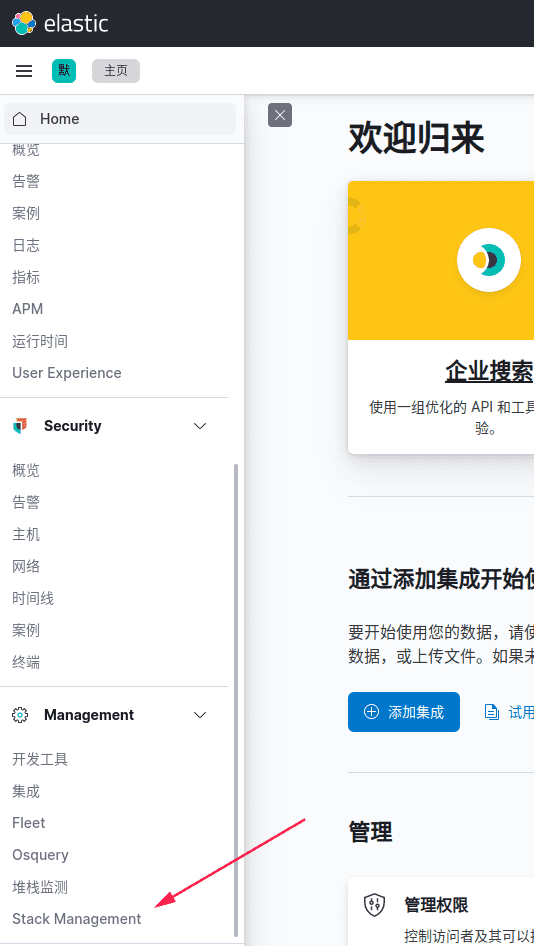 elastic
默 主页
Home
概览
告警
案例
日志
指标
APM
运行时间
User Experience
Security
概览
告警
主机
网络
时间线
案例
终端
Management
开发工具
集成
Fleet
Osquery
堆栈监测
Stack Management
欢迎归来
企业搜索
使用一组优化的 API 和工具
验。
通过添加集成开始使
要开始使用您的数据，请使
数据，或上传文件。如果未
添加集成 试用
管理
管理权限
控制访问者及其可以执